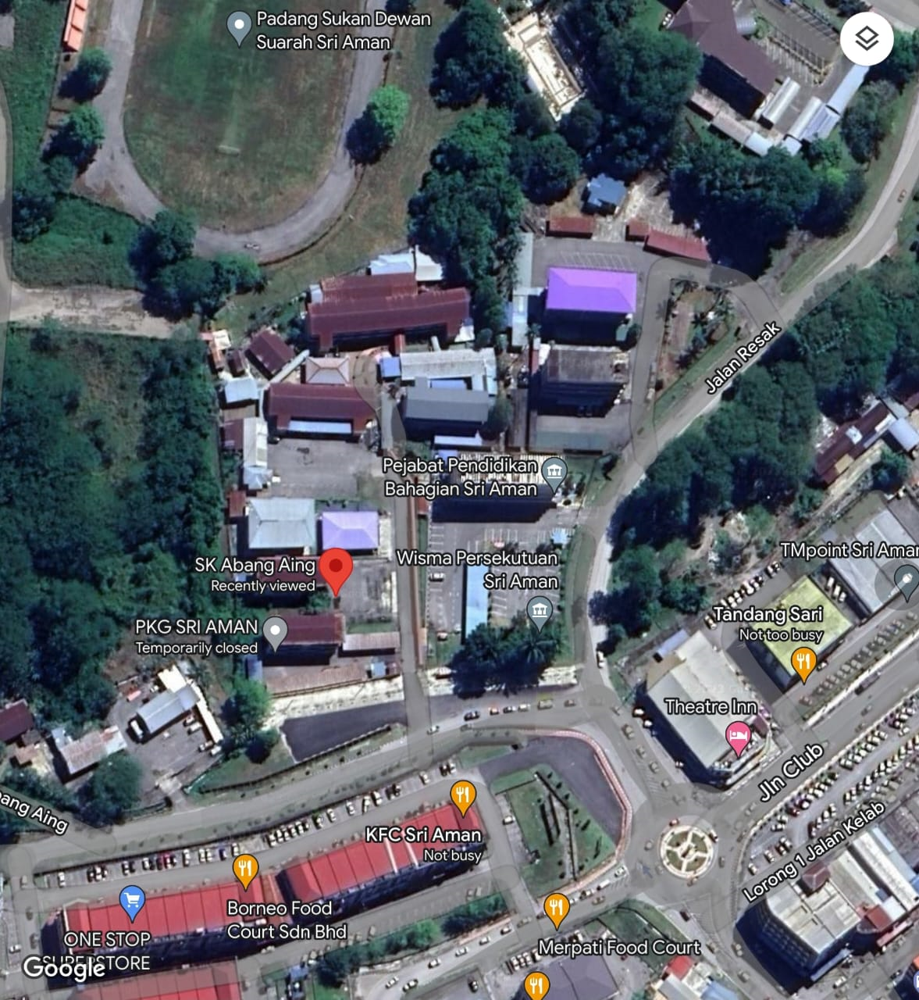 Padang Sukan Dewan
Suarah Sri Aman
Jalan Resak
Pejabat Pendidikan
Bahagian Sri Aman
TMpoint Sri Aman
SK Abang Aing
Recently viewed
Wisma Persekutuan
Sri Aman
PKG SRI AMAN
Temporarily closed
Tandang Sari
Not too busy
Theatre Inn
Jln Club
Aing
KFC Sri Aman
Not busy
Lorong 1 Jalan Kelab
Borneo Food
Court Sdn Bhd
ONE STOP
SUPERSTORE
Merpati Food Court
Google